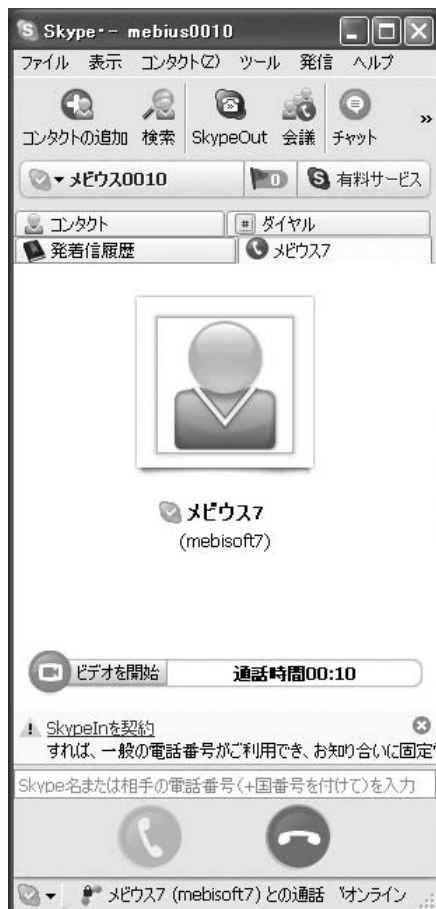 Skype™- mebius0010
ファイル 表示 コンタクト(Z) ツール 発信 ヘルプ
コンタクトの追加 検索 SkypeOut 会議 チャット »
メビウス0010 0 有料サービス
コンタクト # ダイヤル
発着信履歴 メビウス7
メビウス7
(mebisoft7)
ビデオを開始 通話時間00:10
SkypeInを契約
すれば、一般の電話番号がご利用でき、お知り合いに固定
Skype名または相手の電話番号(+国番号を付けて)を入力
メビウス7 (mebisoft7) との通話 オンライン